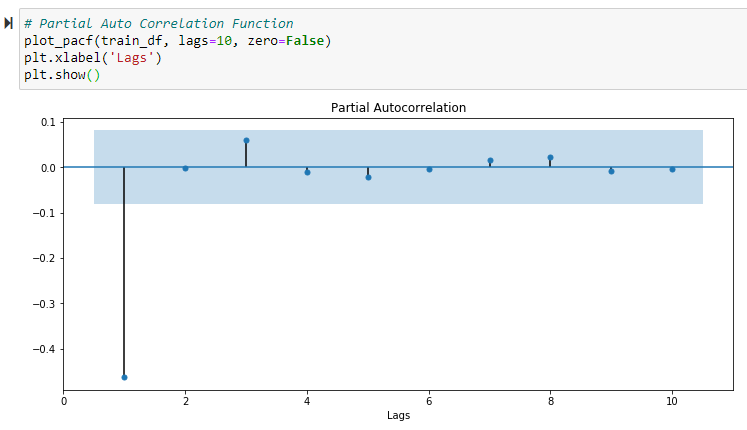 # Partial Auto Correlation Function
plot_pacf(train_df, lags=10, zero=False)
plt.xlabel('Lags')
plt.show()
Partial Autocorrelation
0.1
0.0
−0.1
−0.2
−0.3
−0.4
0 2 4 6 8 10
Lags